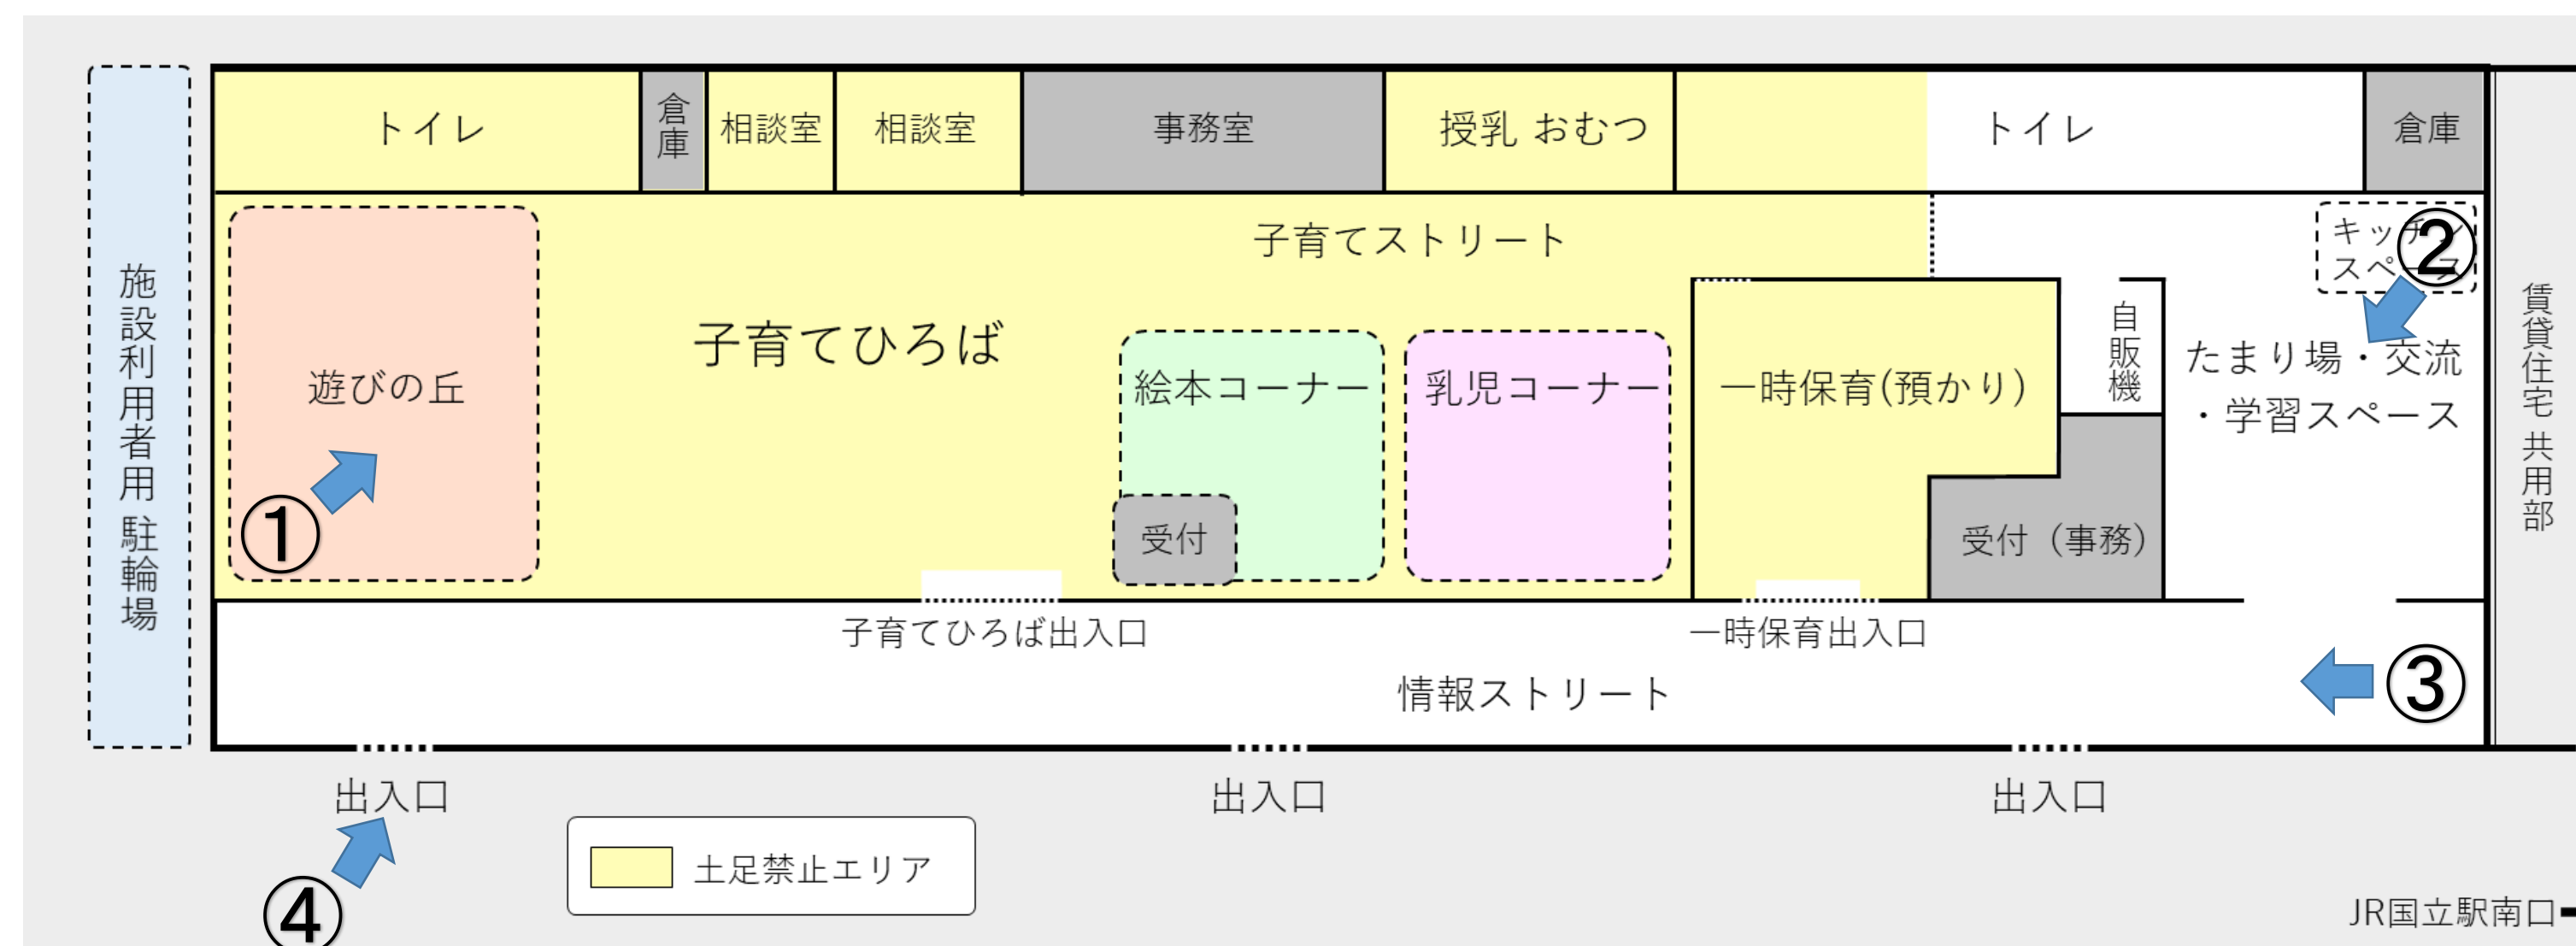 トイレ
倉庫
相談室
相談室
事務室
授乳 おむつ
トイレ
倉庫
子育てストリート
キッチン
スペース
②
施設利用者用 駐輪場
遊びの丘
①
子育てひろば
絵本コーナー
受付
乳児コーナー
一時保育(預かり)
自販機
受付（事務）
たまり場・交流
・学習スペース
賃貸住宅 共用部
子育てひろば出入口
一時保育出入口
情報ストリート
③
出入口
出入口
出入口
④
土足禁止エリア
JR国立駅南口